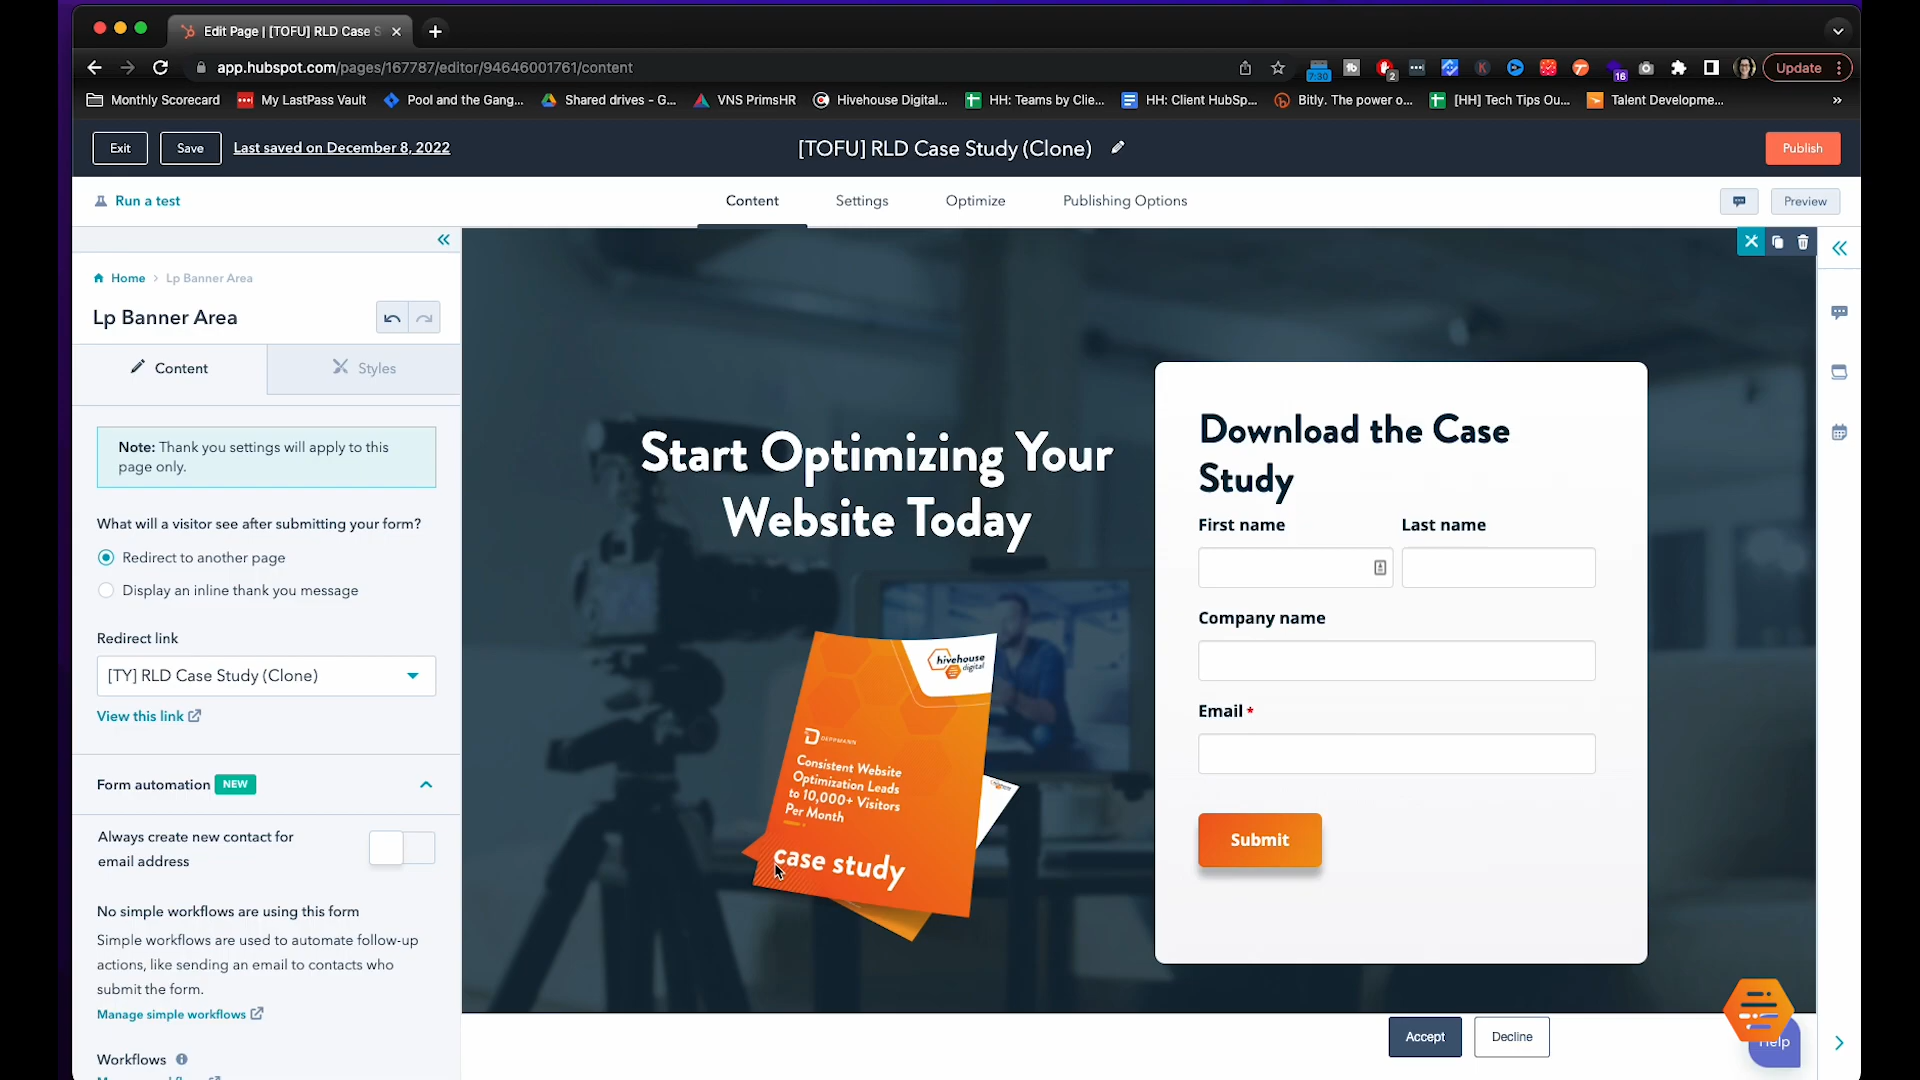 Edit Page | [TOFU] RLD Case S
app.hubspot.com/pages/167787/editor/94646001761/content
7:30
2
16
Update
Monthly Scorecard
My LastPass Vault
Pool and the Gang...
Shared drives - G...
VNS PrimsHR
Hivehouse Digital...
HH: Teams by Clie...
HH: Client HubSp...
Bitly. The power o...
[HH] Tech Tips Ou...
Talent Developme...
Exit
Save
Last saved on December 8, 2022
[TOFU] RLD Case Study (Clone)
Publish
Run a test
Content
Settings
Optimize
Publishing Options
Preview
Home
Lp Banner Area
Lp Banner Area
Content
Styles
Note: Thank you settings will apply to this
page only.
What will a visitor see after submitting your form?
Redirect to another page
Display an inline thank you message
Redirect link
[TY] RLD Case Study (Clone)
View this link
Form automation NEW
Always create new contact for
email address
No simple workflows are using this form
Simple workflows are used to automate follow-up
actions, like sending an email to contacts who
submit the form.
Manage simple workflows
Workflows
Start Optimizing Your
Website Today
hivehouse
digital
DEPPMANN
Consistent Website
Optimization Leads
to 10,000+ Visitors
Per Month
case study
Download the Case
Study
First name
Last name
Company name
Email *
Submit
Accept
Decline
Help